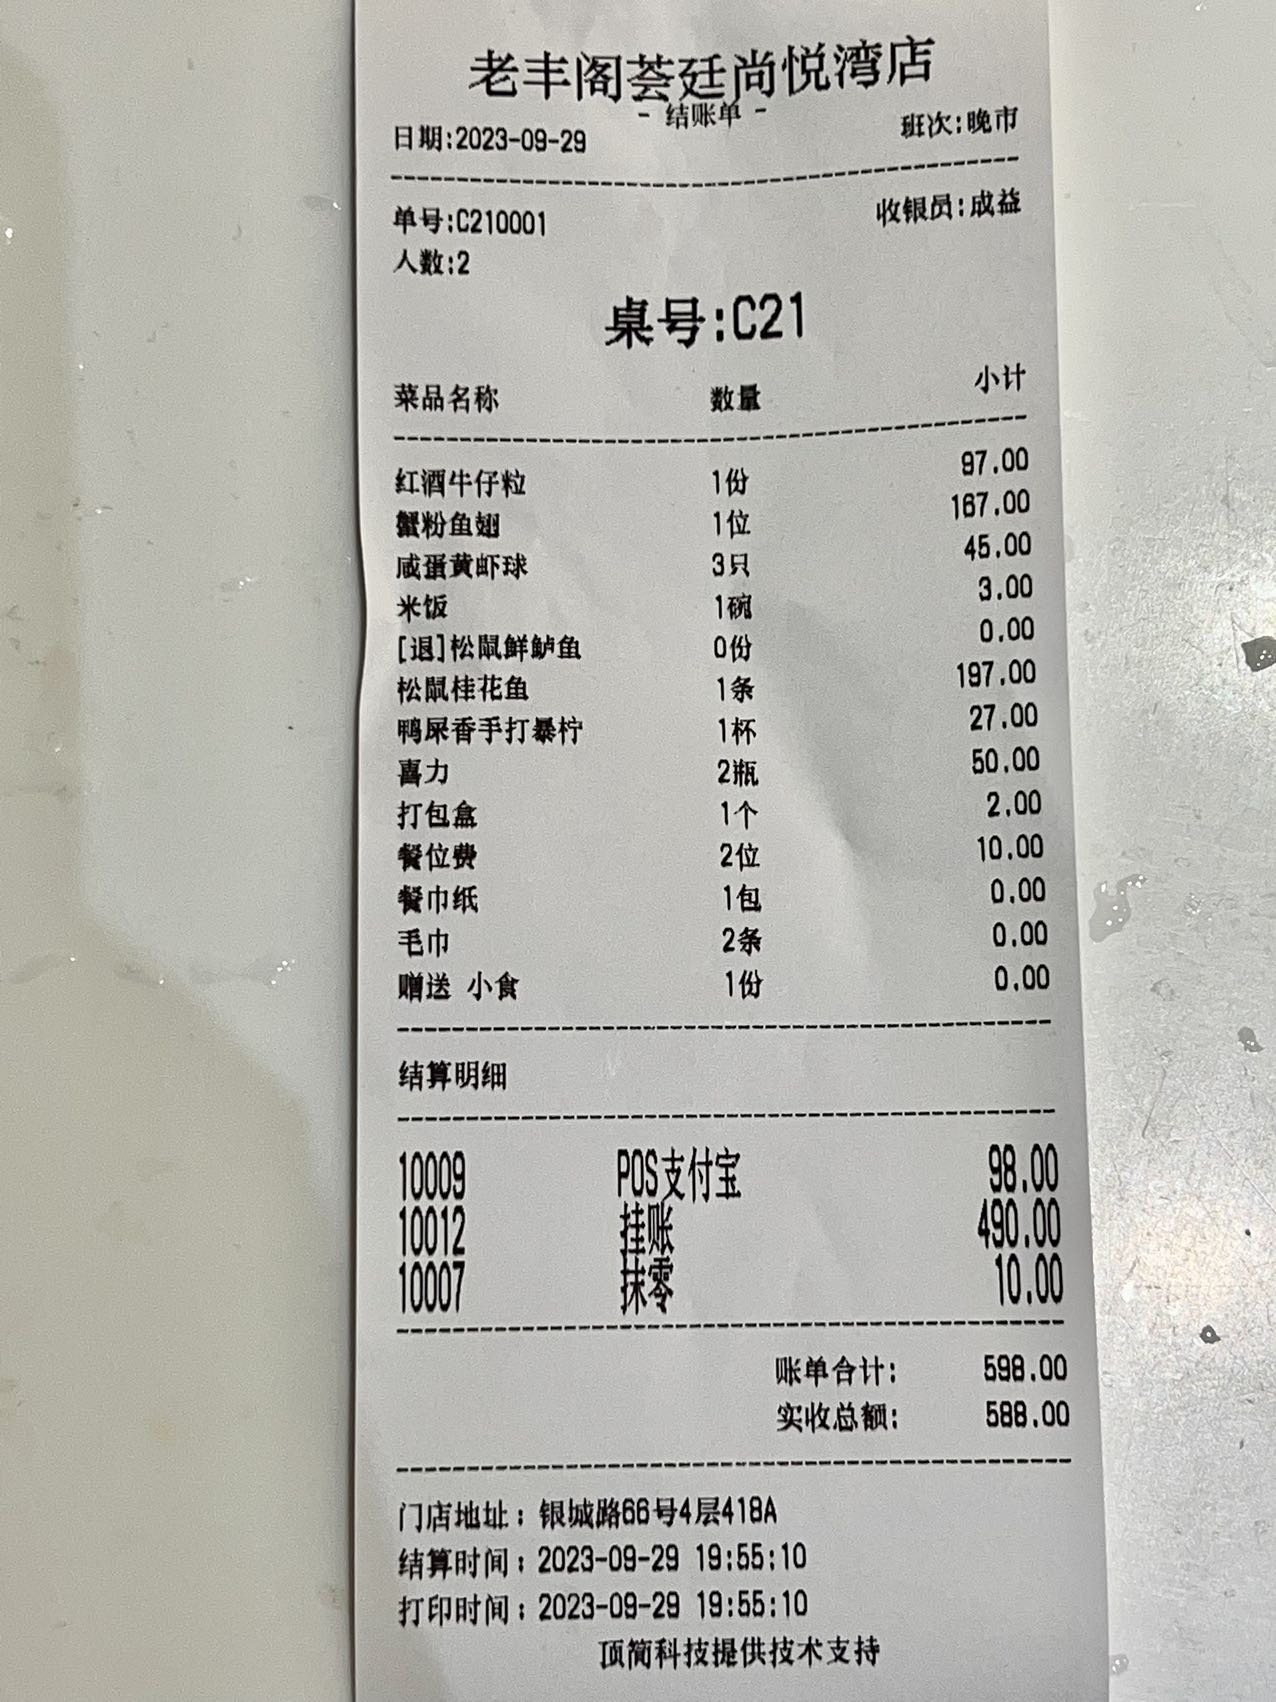 老丰阁荟廷尚悦湾店
- 结账单 -
日期:2023-09-29 班次:晚市
单号:C210001 收银员:成益
人数:2
桌号:C21
菜品名称 数量 小计
红酒牛仔粒 1份 97.00
蟹粉鱼翅 1位 167.00
咸蛋黄虾球 3只 45.00
米饭 1碗 3.00
[退]松鼠鲜鲈鱼 0份 0.00
松鼠桂花鱼 1条 197.00
鸭屎香手打暴柠 1杯 27.00
喜力 2瓶 50.00
打包盒 1个 2.00
餐位费 2位 10.00
餐巾纸 1包 0.00
毛巾 2条 0.00
赠送 小食 1份 0.00
结算明细
10009 POS支付宝 98.00
10012 挂账 490.00
10007 抹零 10.00
账单合计: 598.00
实收总额: 588.00
门店地址：银城路66号4层418A
结算时间：2023-09-29 19:55:10
打印时间：2023-09-29 19:55:10
顶简科技提供技术支持